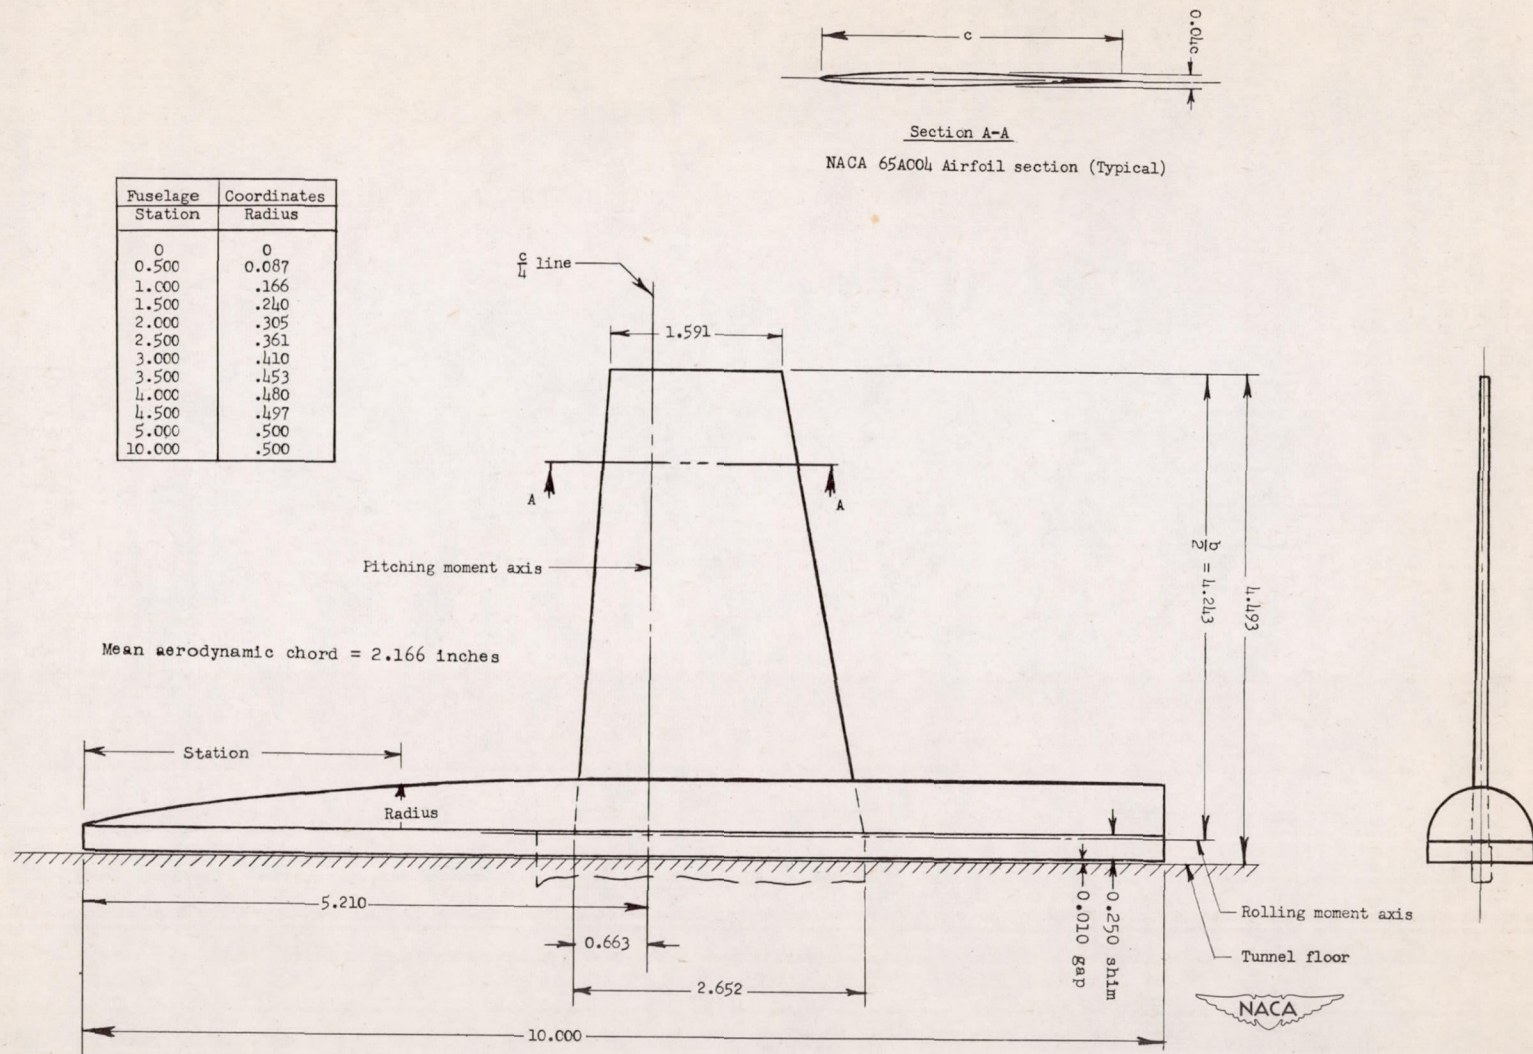 c
0.04c
Section A-A
NACA 65A004 Airfoil section (Typical)
Fuselage Coordinates
Station Radius
0 0
0.500 0.087
1.000 .166
1.500 .240
2.000 .305
2.500 .361
3.000 .410
3.500 .453
4.000 .480
4.500 .497
5.000 .500
10.000 .500
c/4 line
1.591
A A
Pitching moment axis
b/2 = 4.243
4.493
Mean aerodynamic chord = 2.166 inches
Station
Radius
5.210
0.663
2.652
10.000
0.010 gap
0.250 shim
Rolling moment axis
Tunnel floor
NACA